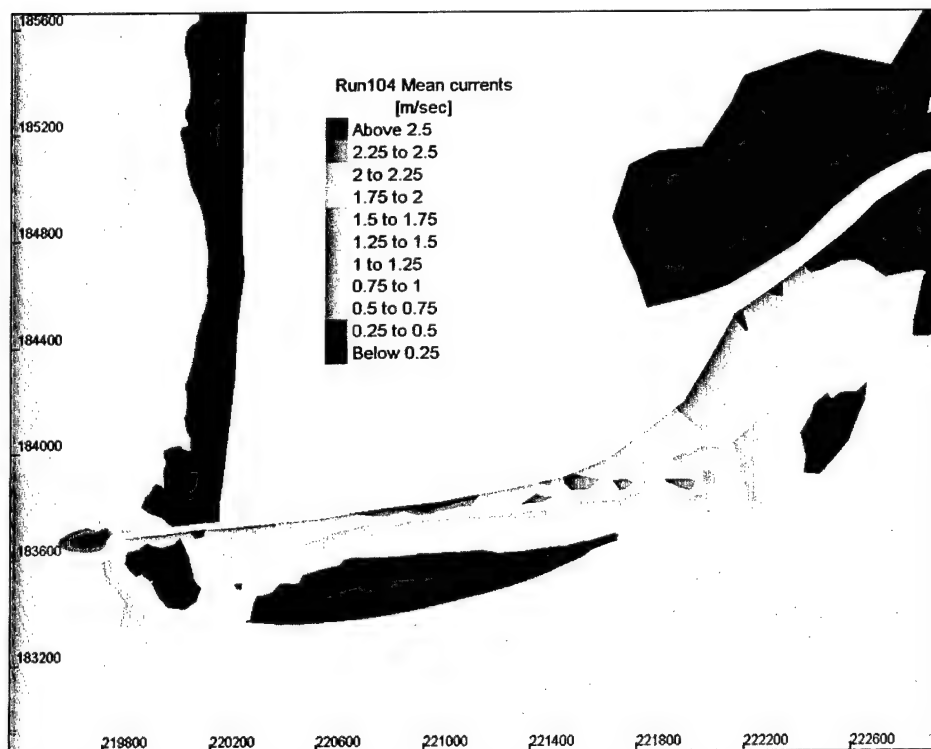 185600
Run104 Mean currents
[m/sec]
Above 2.5
185200
2.25 to 2.5
2 to 2.25
1.75 to 2
1.5 to 1.75
184800
1.25 to 1.5
1 to 1.25
0.75 to 1
0.5 to 0.75
0.25 to 0.5
184400
Below 0.25
184000
183600
183200
219800 220200 220600 221000 221400 221800 222200 222600